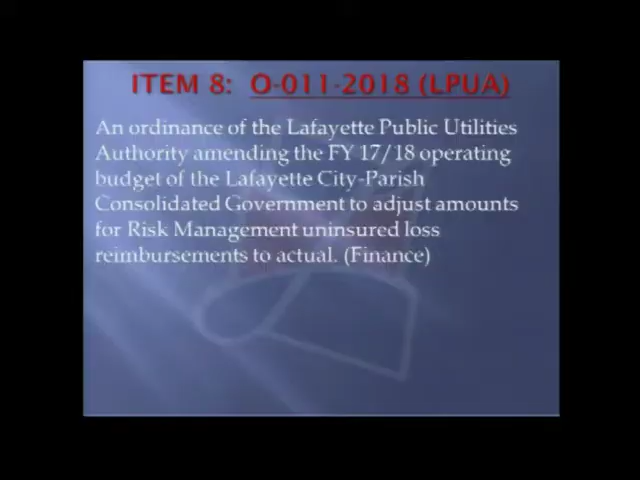 ITEM 8: O-011-2018 (LPUA)
An ordinance of the Lafayette Public Utilities
Authority amending the FY 17/18 operating
budget of the Lafayette City-Parish
Consolidated Government to adjust amounts
for Risk Management uninsured loss
reimbursements to actual. (Finance)